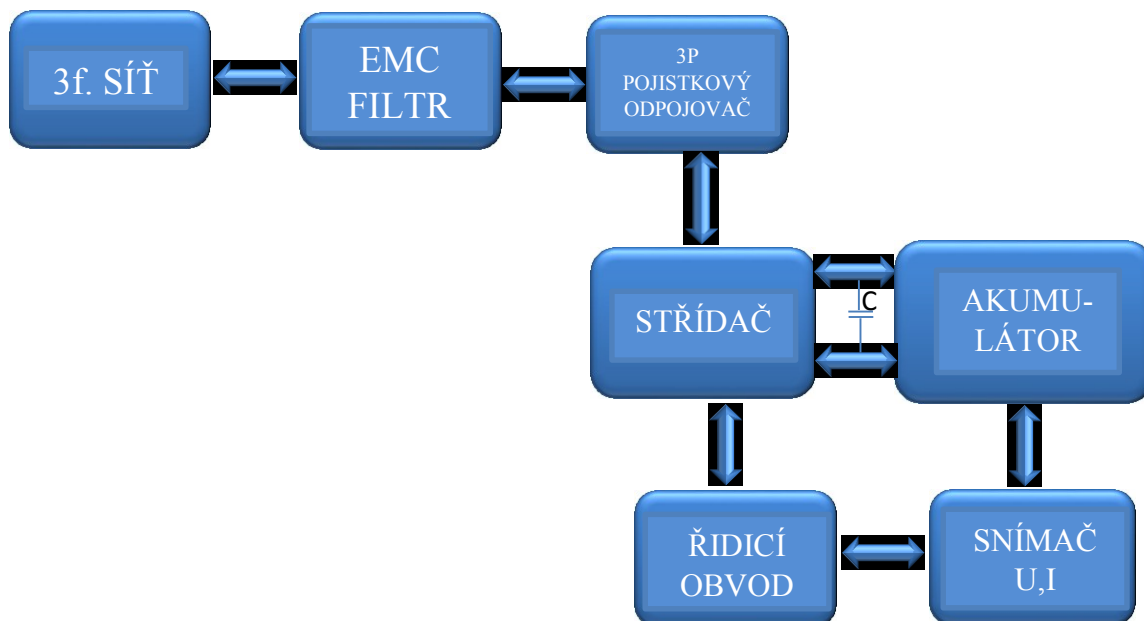 3f. SÍŤ
EMC
FILTR
3P
POJISTKOVÝ
ODPOJOVAČ
STŘÍDAČ
C
AKUMU-
LÁTOR
ŘIDICÍ
OBVOD
SNÍMAČ
U,I